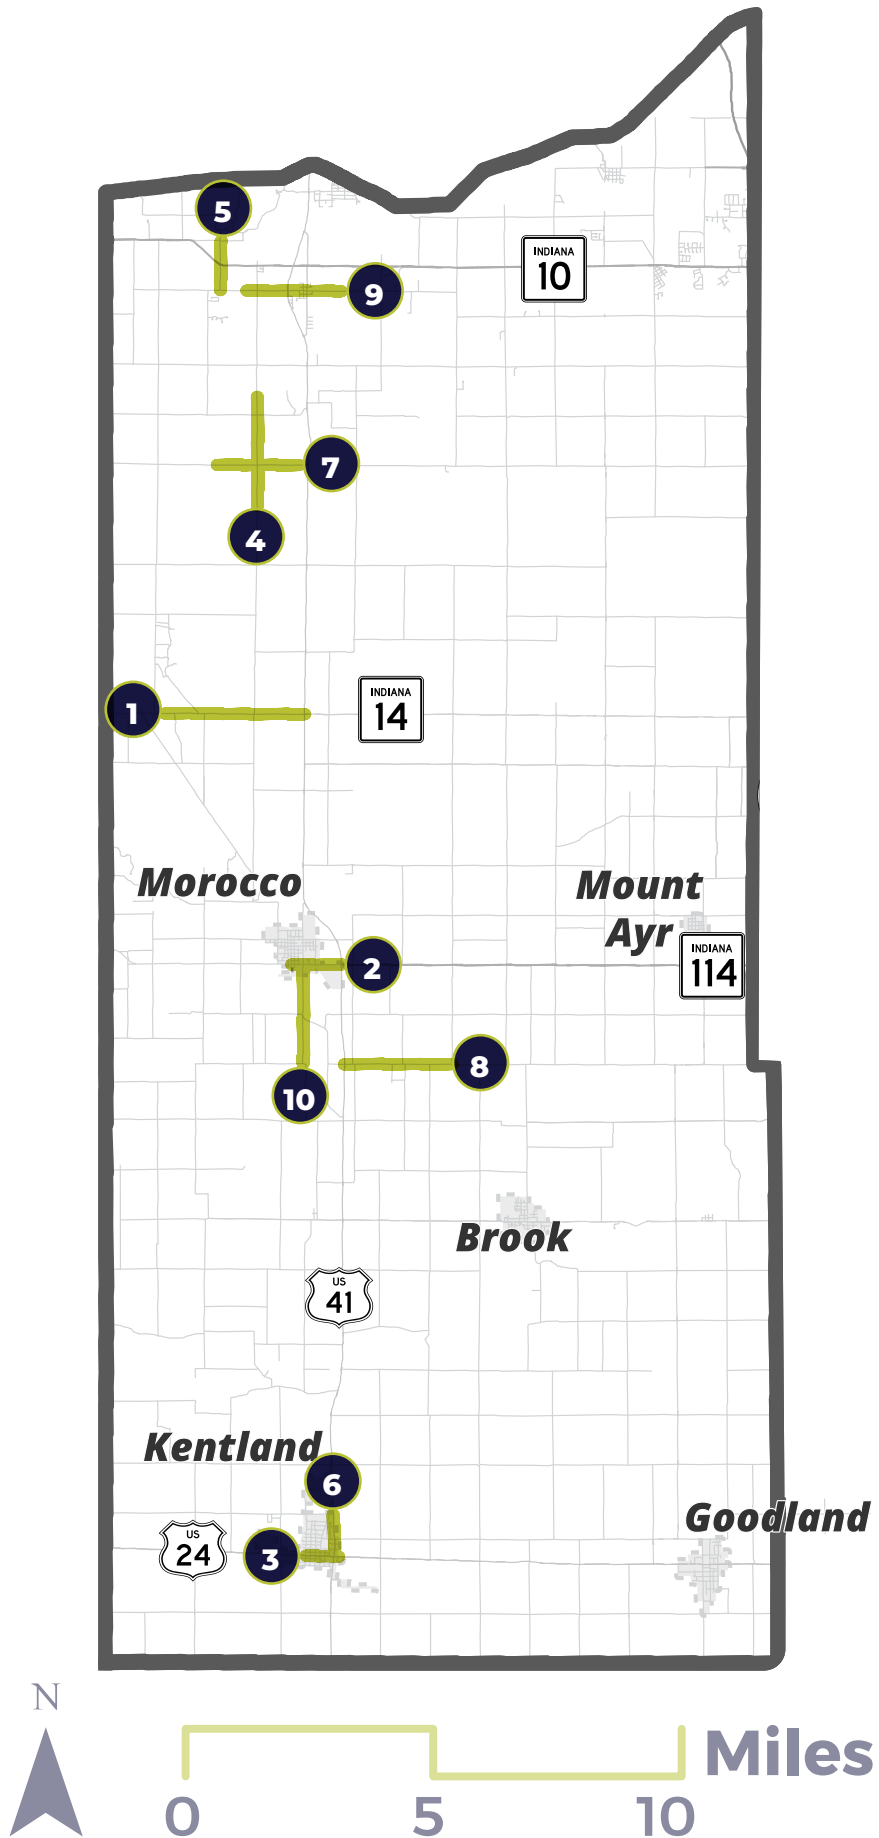 5
INDIANA
10
9
7
4
1
INDIANA
14
Morocco
Mount
Ayr
INDIANA
114
2
8
10
Brook
US
41
Kentland
6
Goodland
US
24
3
N
Miles
0 5 10